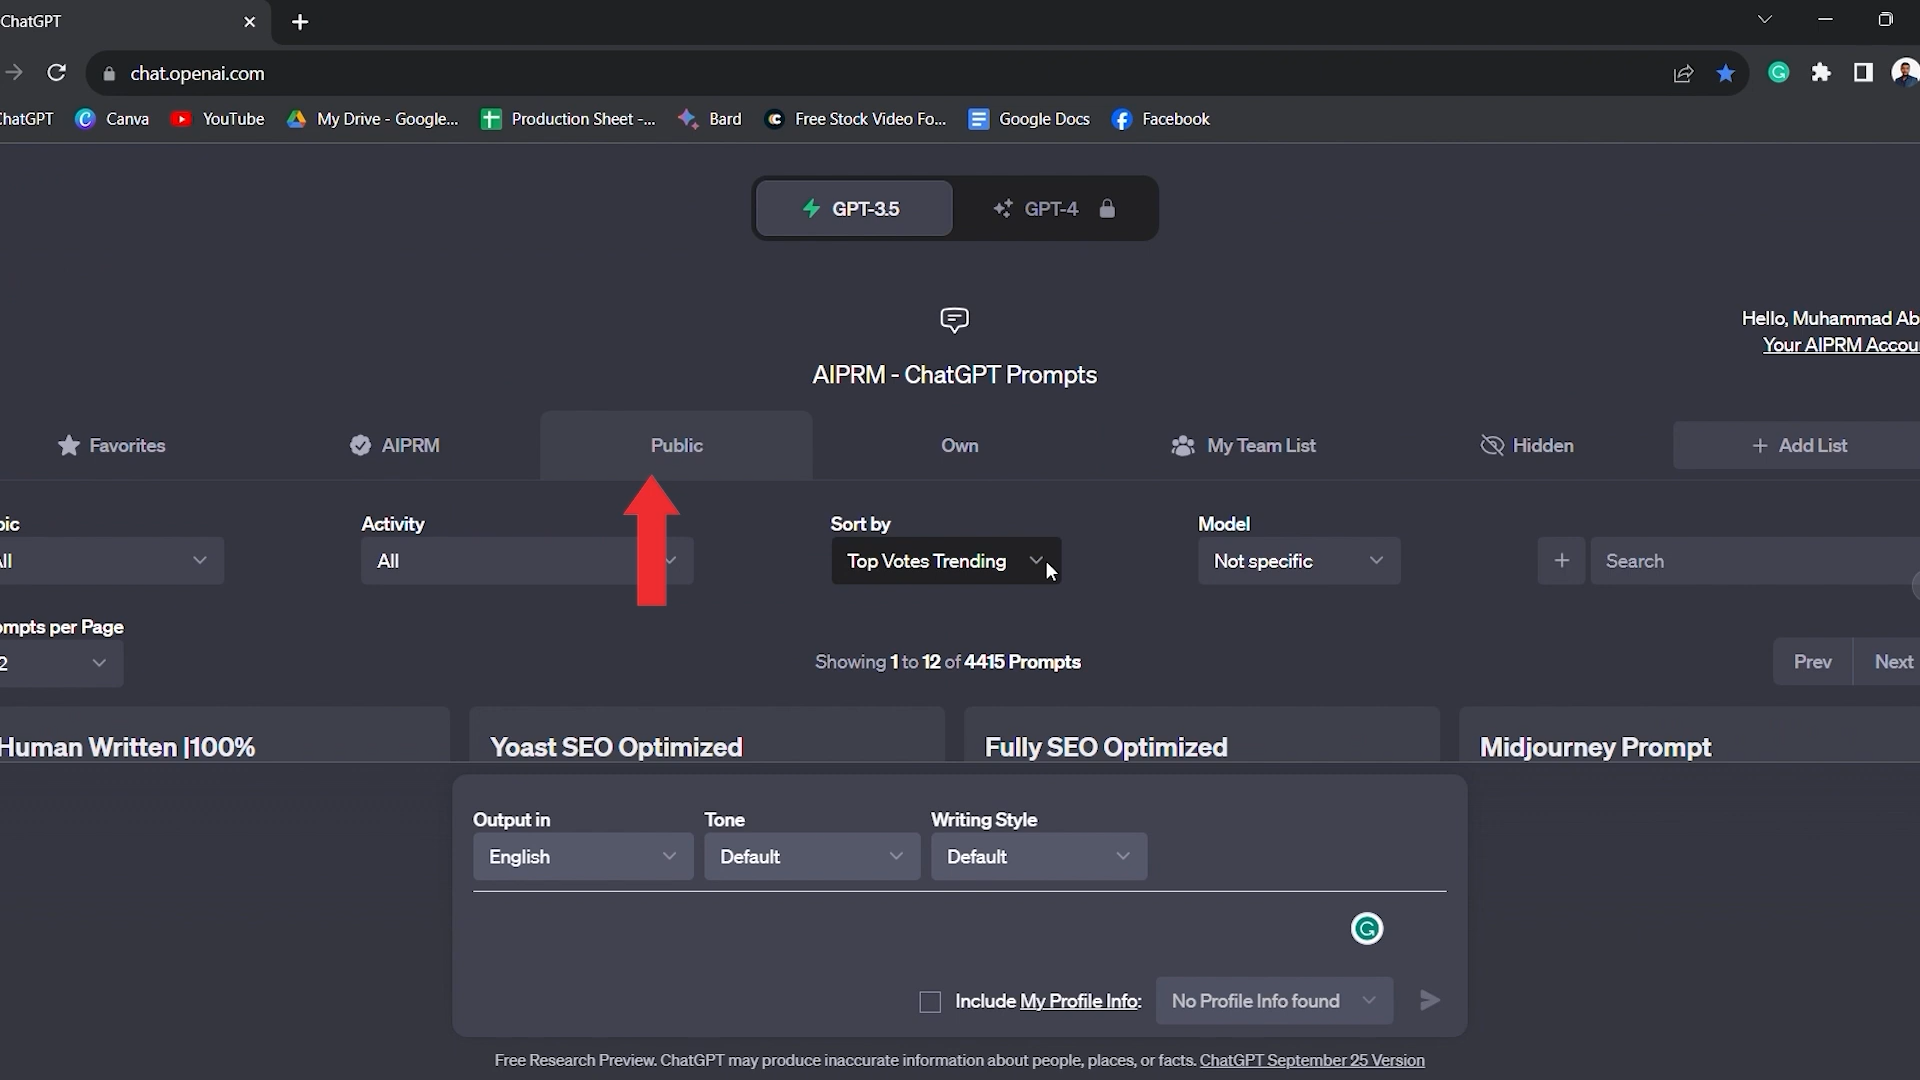 ChatGPT
chat.openai.com
ChatGPT Canva YouTube My Drive - Google... Production Sheet -... Bard Free Stock Video Fo... Google Docs Facebook
GPT-3.5 GPT-4
Hello, Muhammad Ab
Your AIPRM Accou
AIPRM - ChatGPT Prompts
Favorites AIPRM Public Own My Team List Hidden + Add List
pic Activity Sort by Model
All All Top Votes Trending Not specific + Search
ompts per Page
2 Showing 1 to 12 of 4415 Prompts Prev Next
Human Written |100% Yoast SEO Optimized Fully SEO Optimized Midjourney Prompt
Output in Tone Writing Style
English Default Default
Include My Profile Info: No Profile Info found
Free Research Preview. ChatGPT may produce inaccurate information about people, places, or facts. ChatGPT September 25 Version